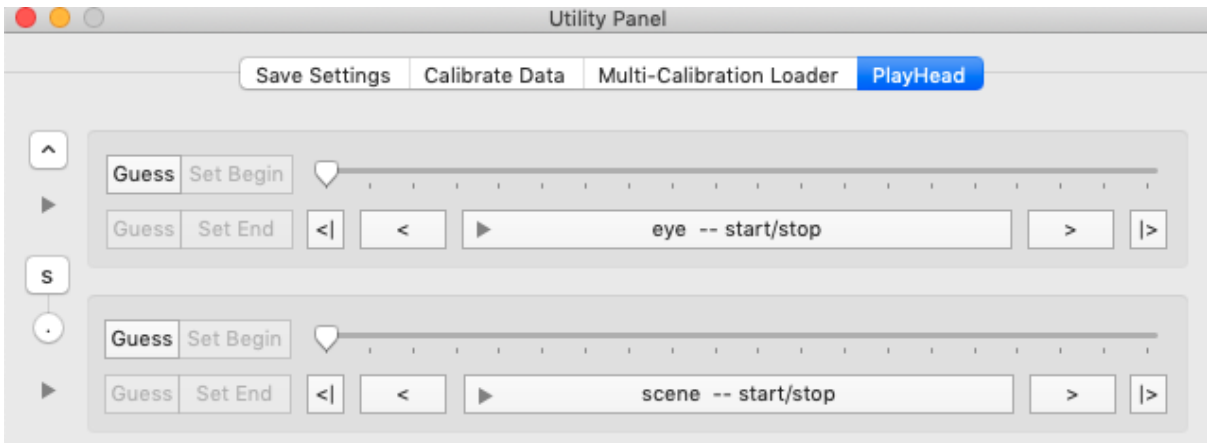 Utility Panel
Save Settings Calibrate Data Multi-Calibration Loader PlayHead
^
Guess Set Begin
Guess Set End <| < eye -- start/stop > |>
S
.
Guess Set Begin
Guess Set End <| < scene -- start/stop > |>